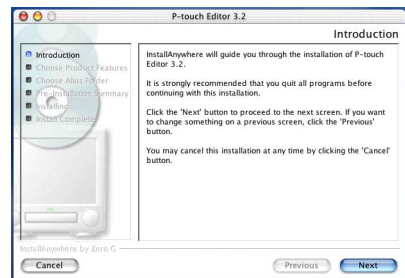 P-touch Editor 3.2
Introduction
Introduction
Choose Product Features
Choose Alias Folder
Pre-Installation Summary
Installing...
Install Complete
InstallAnywhere will guide you through the installation of P-touch
Editor 3.2.
It is strongly recommended that you quit all programs before
continuing with this installation.
Click the 'Next' button to proceed to the next screen. If you want
to change something on a previous screen, click the 'Previous'
button.
You may cancel this installation at any time by clicking the 'Cancel'
button.
InstallAnywhere by Zero G
Cancel
Previous
Next